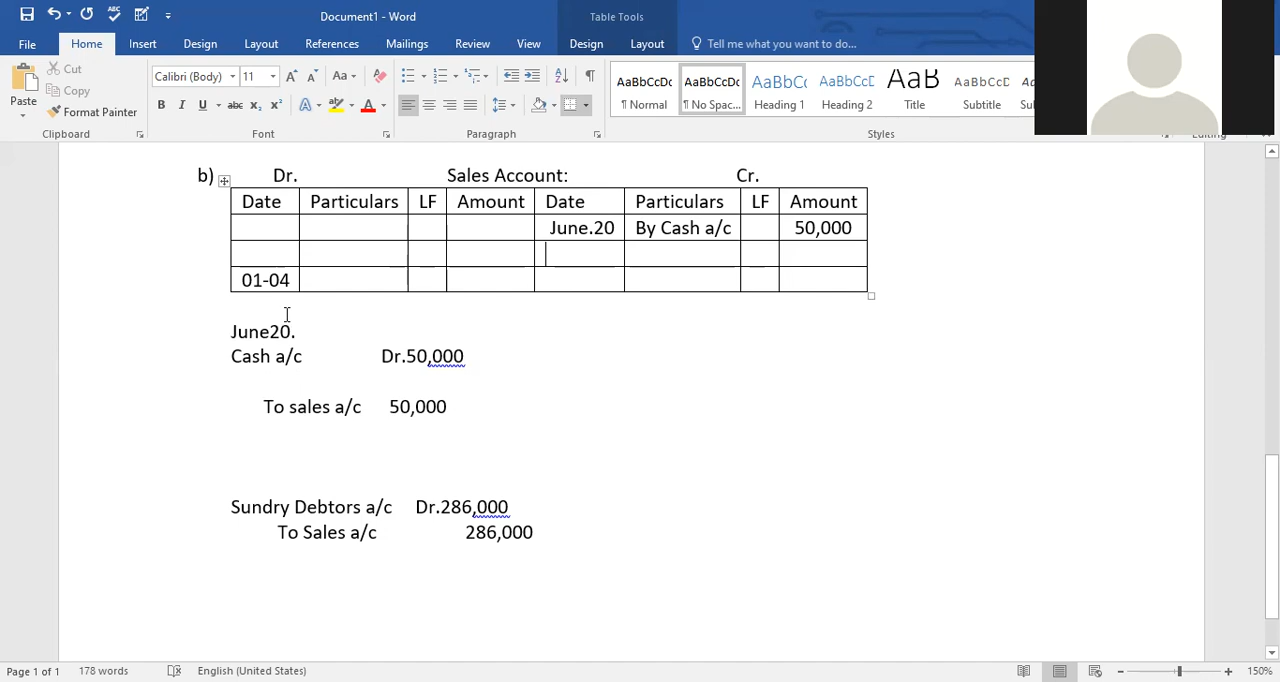 Document1 - Word
Table Tools
File Home Insert Design Layout References Mailings Review View Design Layout Tell me what you want to do...
Cut
Copy
Format Painter
Paste
Calibri (Body) 11
AaBbCcDc AaBbCcDc AaBbCc AaBbCcE AaB AaBbCcD
¶ Normal ¶ No Spac... Heading 1 Heading 2 Title Subtitle
Clipboard Font Paragraph Styles Editing
b) Dr. Sales Account: Cr.
Date Particulars LF Amount Date Particulars LF Amount
June.20 By Cash a/c 50,000
01-04
June20.
Cash a/c Dr.50,000
To sales a/c 50,000
Sundry Debtors a/c Dr.286,000
To Sales a/c 286,000
Page 1 of 1 178 words English (United States) 150%